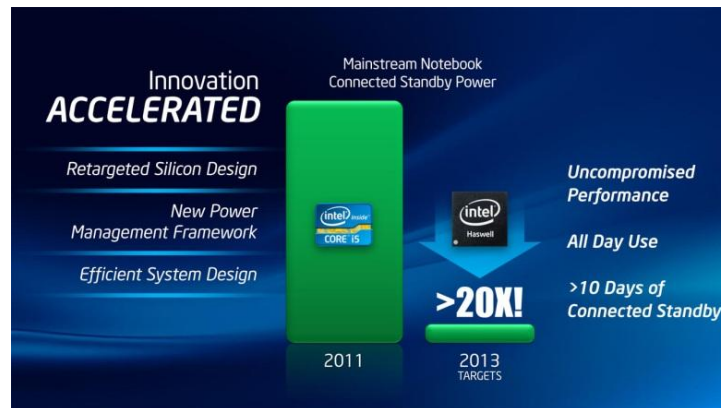 Innovation
ACCELERATED
Retargeted Silicon Design
New Power
Management Framework
Efficient System Design
Mainstream Notebook
Connected Standby Power
intel inside™
CORE i5
intel
Haswell
>20X!
2011
2013
TARGETS
Uncompromised
Performance
All Day Use
>10 Days of
Connected Standby